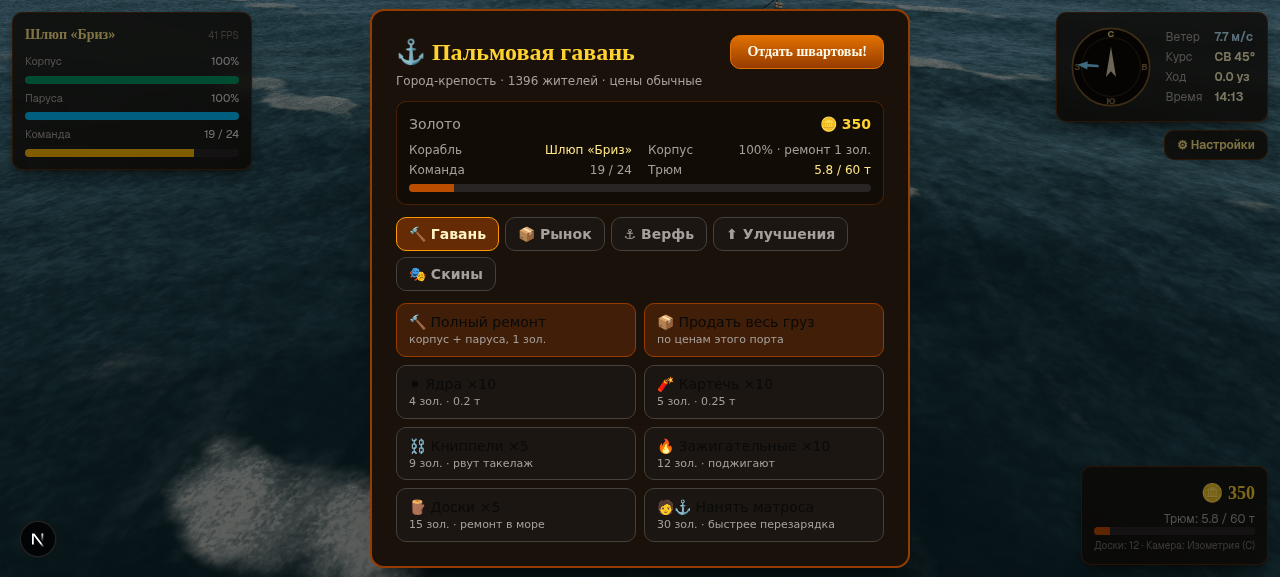 Шлюп «Бриз» 41 FPS
Корпус 100%
Паруса 100%
Команда 19 / 24
⚓ Пальмовая гавань
Отдать швартовы!
Город-крепость · 1396 жителей · цены обычные
Золото 🪙 350
Корабль Шлюп «Бриз» Корпус 100% · ремонт 1 зол.
Команда 19 / 24 Трюм 5.8 / 60 т
🔨 Гавань 📦 Рынок ⚓ Верфь ⬆ Улучшения
🎭 Скины
🔨 Полный ремонт
корпус + паруса, 1 зол.
📦 Продать весь груз
по ценам этого порта
Ядра ×10
4 зол. · 0.2 т
🧨 Картечь ×10
5 зол. · 0.25 т
⛓️ Книппели ×5
9 зол. · рвут такелаж
🔥 Зажигательные ×10
12 зол. · поджигают
🪵 Доски ×5
15 зол. · ремонт в море
🧑⚓ Нанять матроса
30 зол. · быстрее перезарядка
С
З В
Ю
Ветер 7.7 м/с
Курс СВ 45°
Ход 0.0 уз
Время 14:13
⚙ Настройки
🪙 350
Трюм: 5.8 / 60 т
Доски: 12 · Камера: Изометрия (C)
N